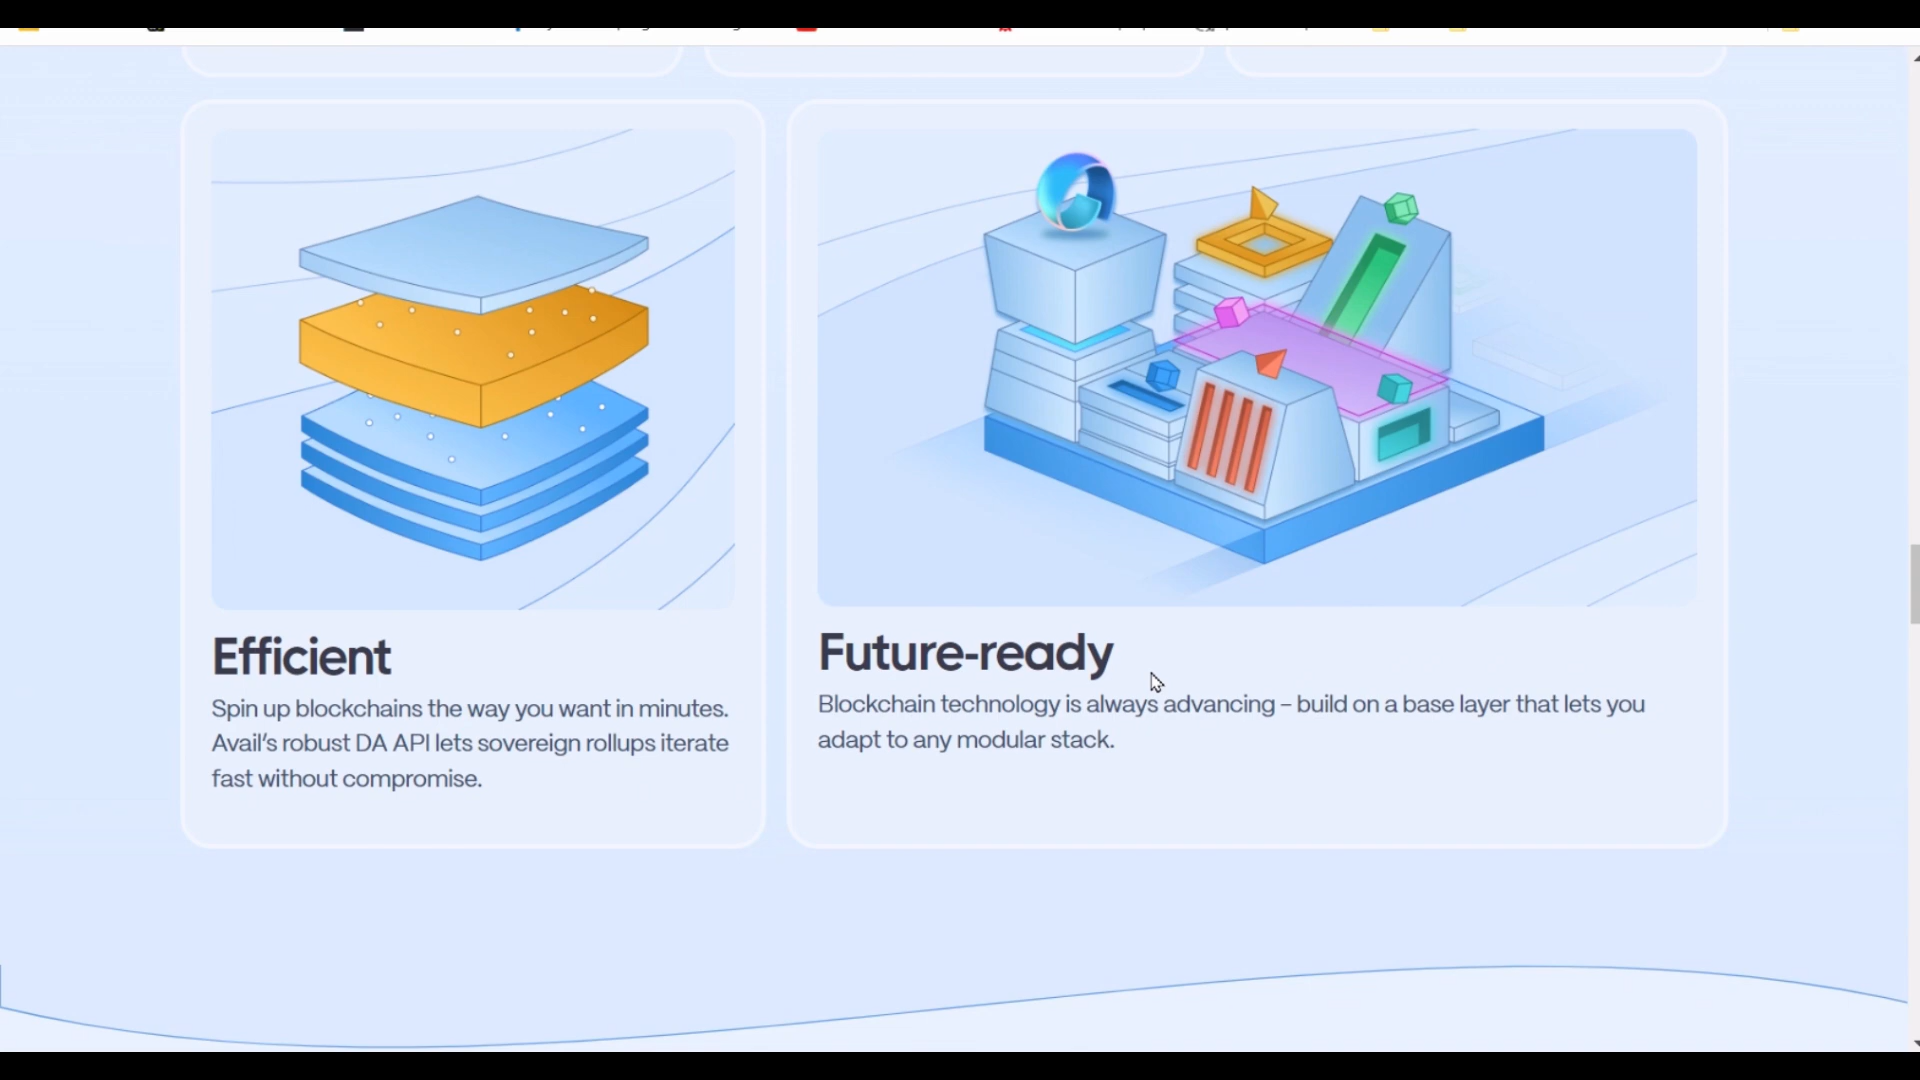 Efficient
Spin up blockchains the way you want in minutes.
Avail's robust DA API lets sovereign rollups iterate
fast without compromise.
Future-ready
Blockchain technology is always advancing – build on a base layer that lets you
adapt to any modular stack.